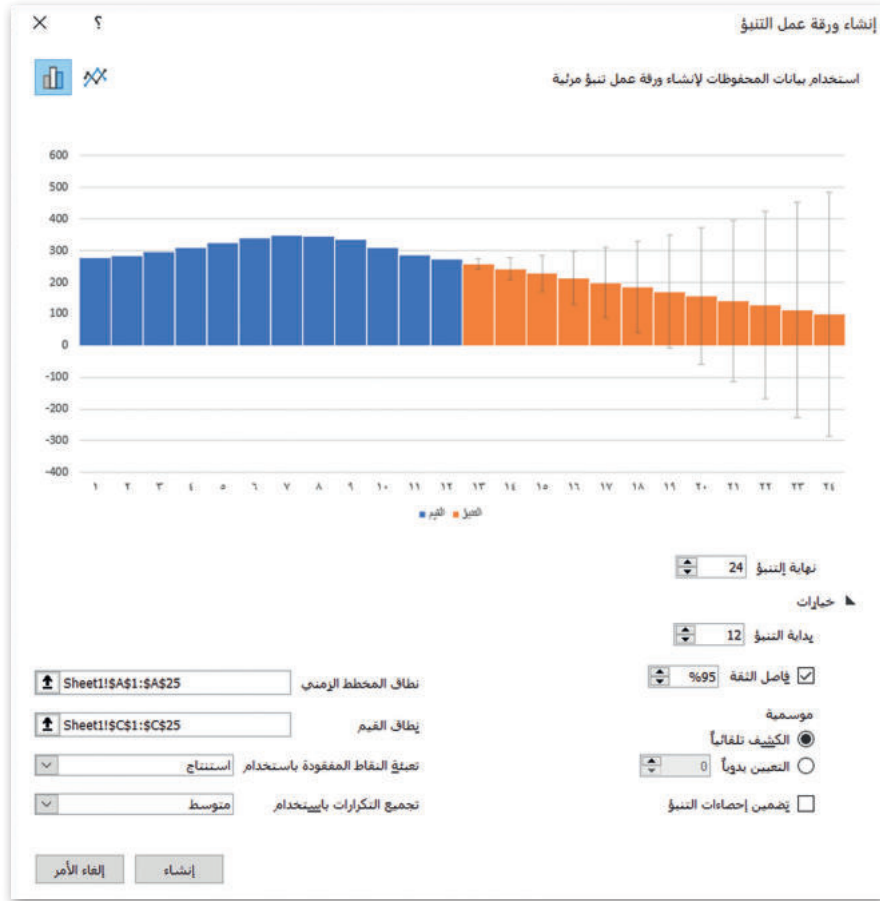 إنشاء ورقة عمل التنبؤ
؟ ×
استخدام بيانات المحفوظات لإنشاء ورقة عمل تنبؤ مرئية
600
500
400
300
200
100
0
-100
-200
-300
-400
١ ٢ ٣ ٤ ٥ ٦ ٧ ٨ ٩ ١٠ ١١ ١٢ ١٣ ١٤ ١٥ ١٦ ١٧ ١٨ ١٩ ٢٠ ٢١ ٢٢ ٢٣ ٢٤
التنبؤ القيم
نهاية التنبؤ 24
خيارات
بداية التنبؤ 12
فاصل الثقة %95
موسمية
الكشف تلقائياً
التعيين يدوياً 0
تضمين إحصاءات التنبؤ
نطاق المخطط الزمني Sheet1!$A$1:$A$25
نطاق القيم Sheet1!$C$1:$C$25
تعبئة النقاط المفقودة باستخدام استنتاج
تجميع التكرارات باستخدام متوسط
إنشاء إلغاء الأمر